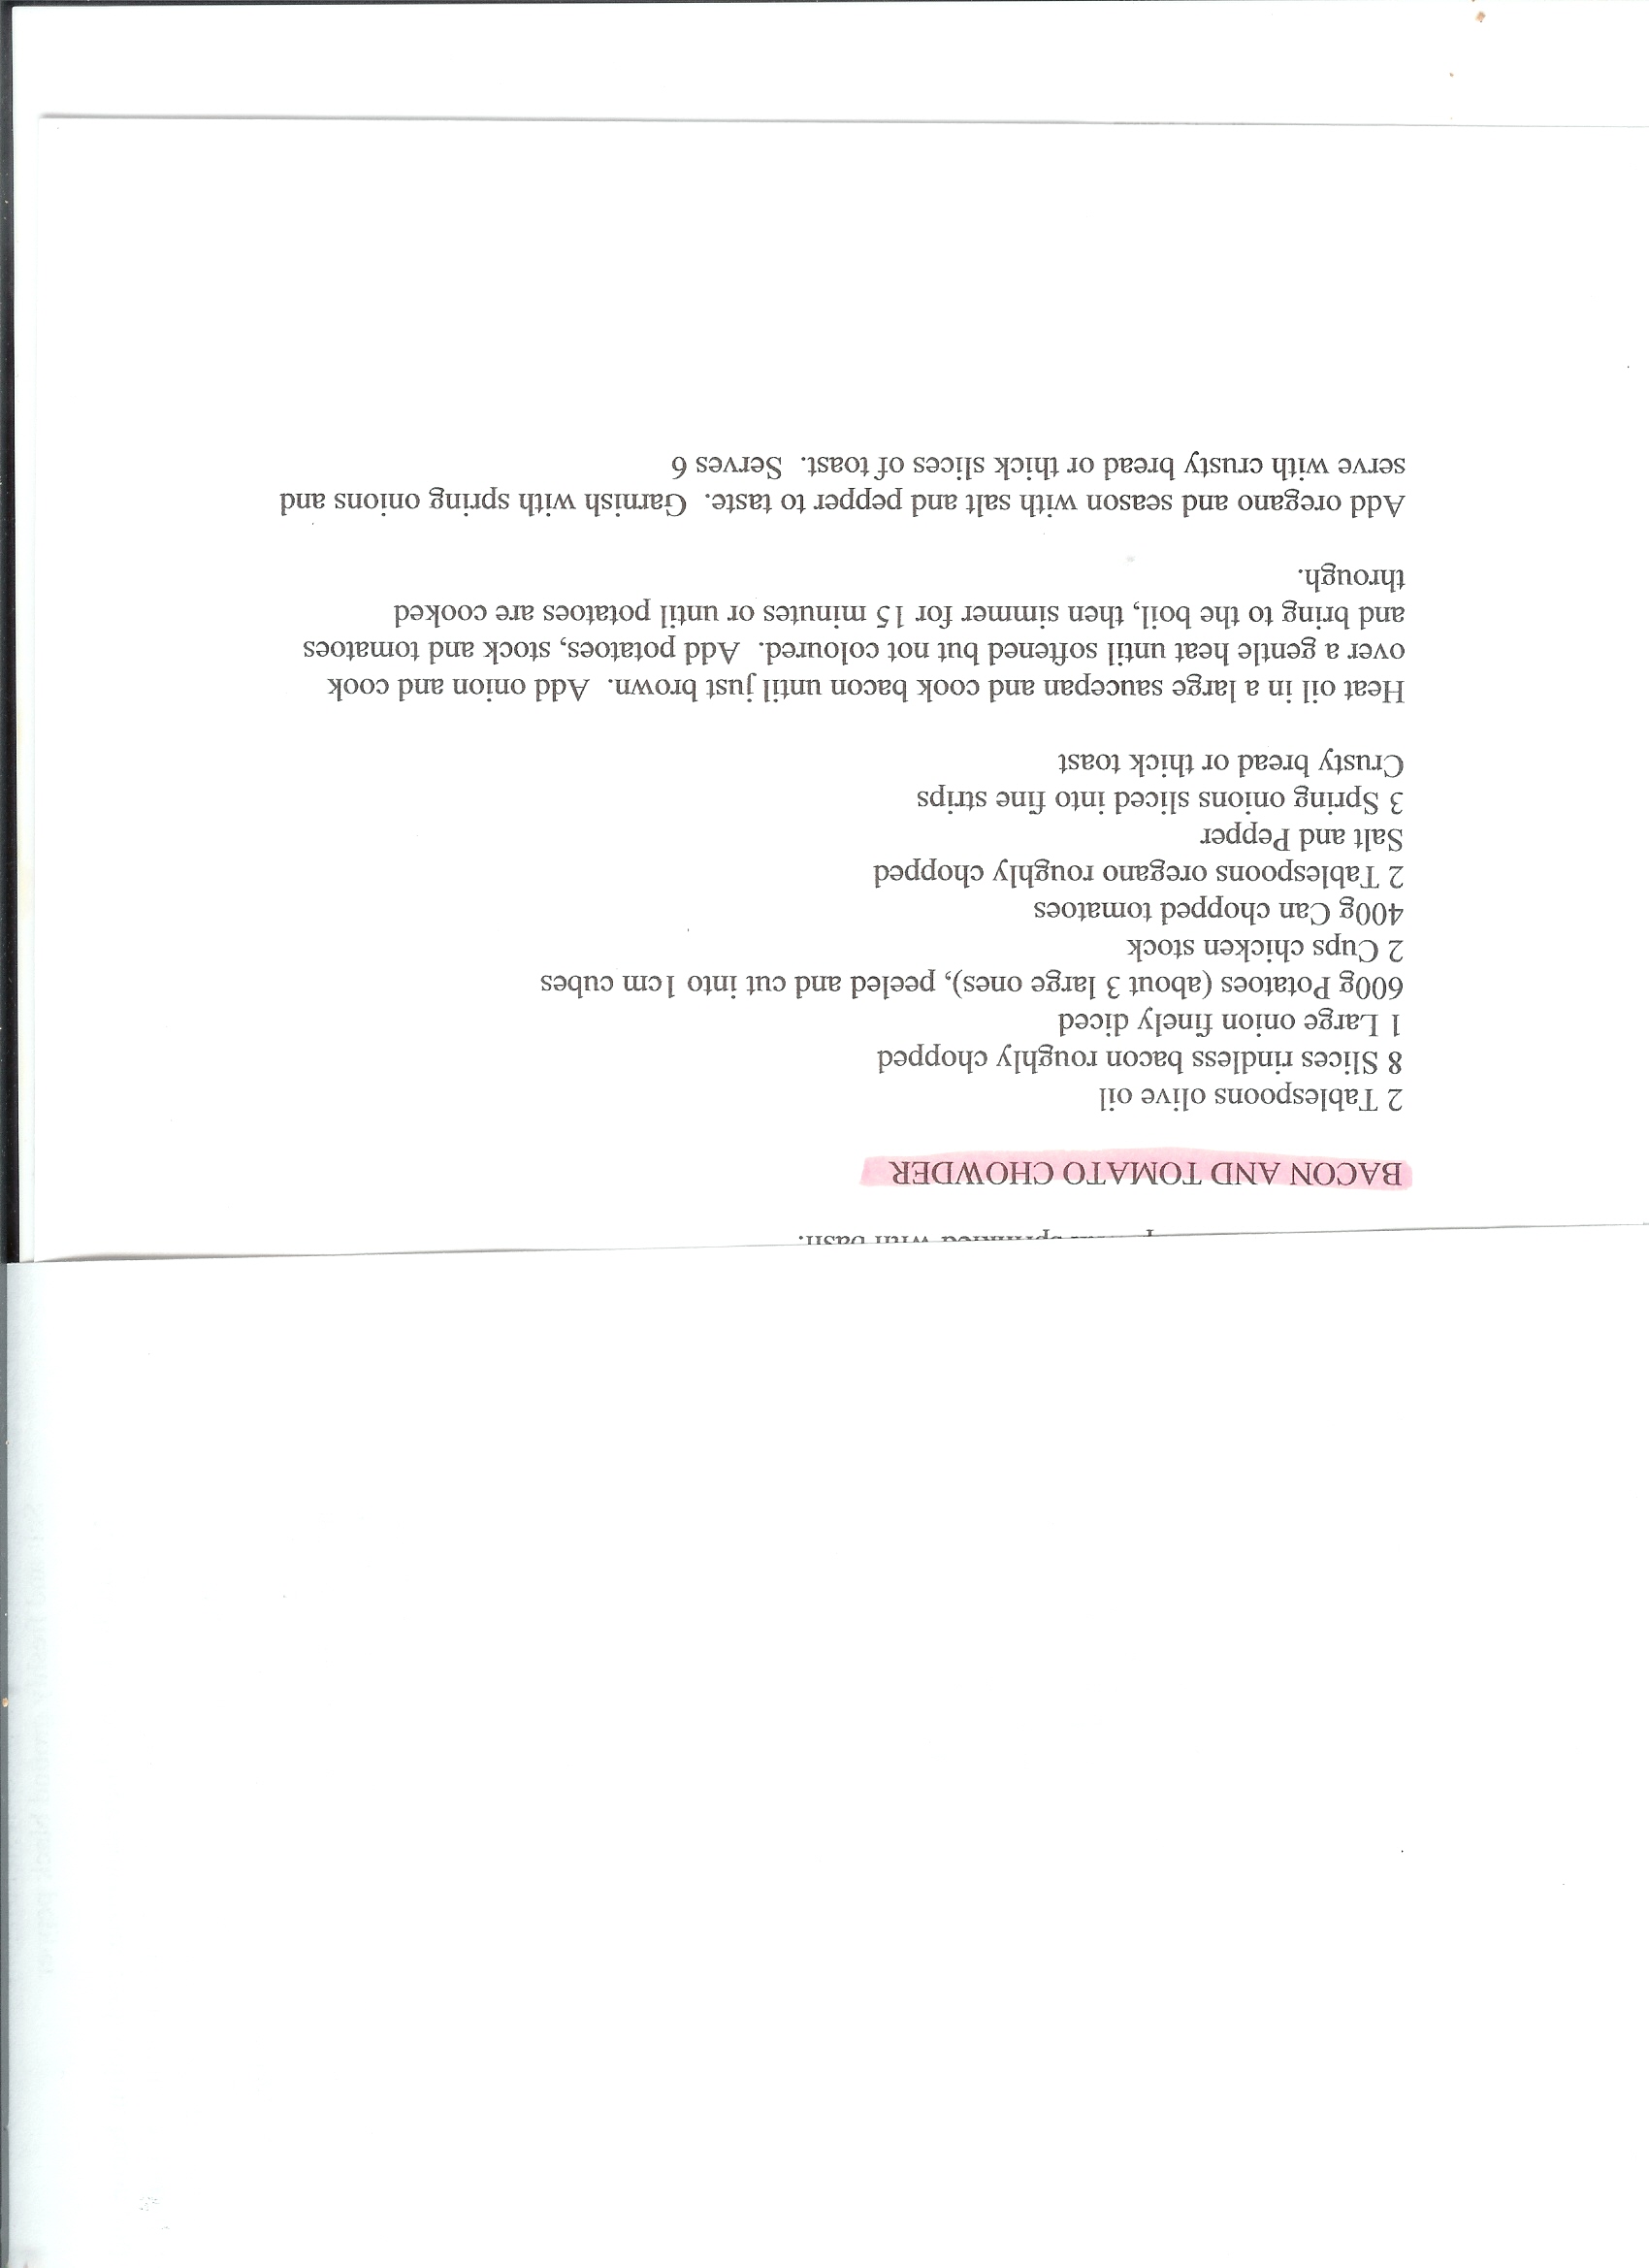 sprinkled with basil.
BACON AND TOMATO CHOWDER
2 Tablespoons olive oil
8 Slices rindless bacon roughly chopped
1 Large onion finely diced
600g Potatoes (about 3 large ones), peeled and cut into 1cm cubes
2 Cups chicken stock
400g Can chopped tomatoes
2 Tablespoons oregano roughly chopped
Salt and Pepper
3 Spring onions sliced into fine strips
Crusty bread or thick toast
Heat oil in a large saucepan and cook bacon until just brown.  Add onion and cook
over a gentle heat until softened but not coloured.  Add potatoes, stock and tomatoes
and bring to the boil, then simmer for 15 minutes or until potatoes are cooked
through.
Add oregano and season with salt and pepper to taste.  Garnish with spring onions and
serve with crusty bread or thick slices of toast.  Serves 6